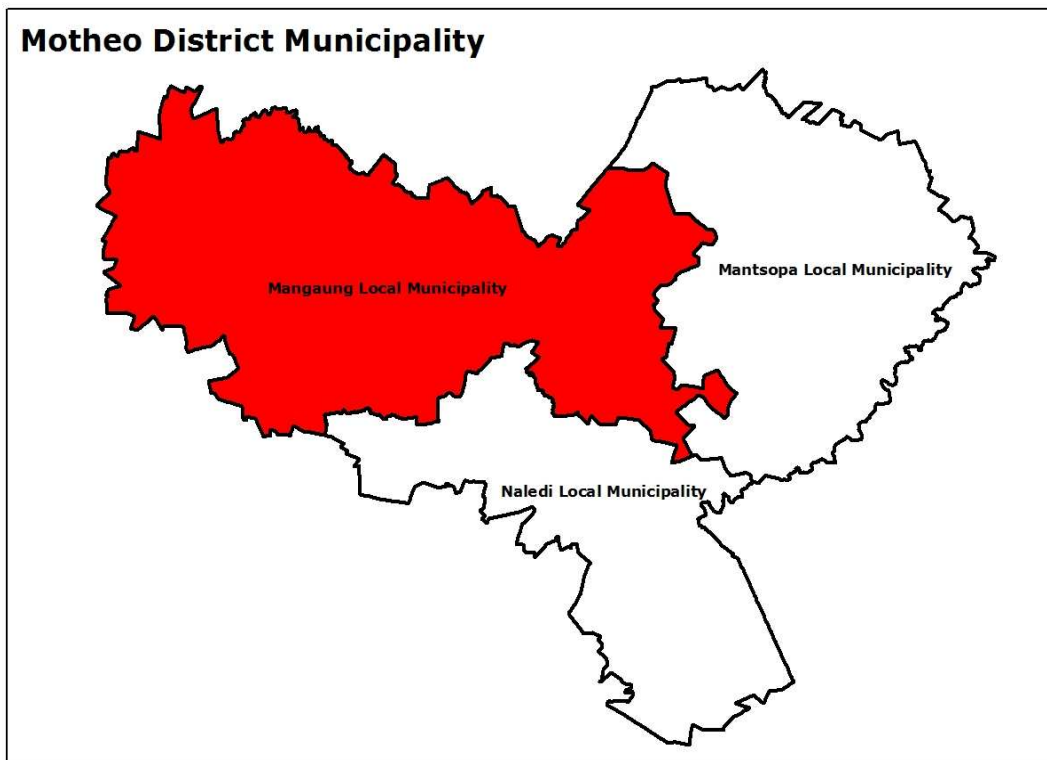 Motheo District Municipality
Mantsopa Local Municipality
Mangaung Local Municipality
Naledi Local Municipality